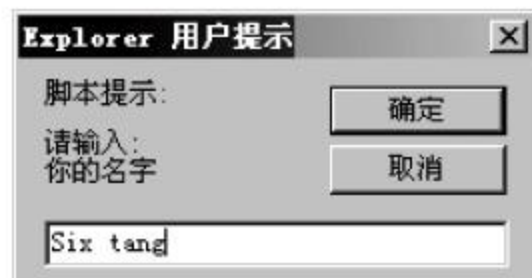 Explorer 用户提示
脚本提示:
确定
请输入:
你的名字
取消
Six tang